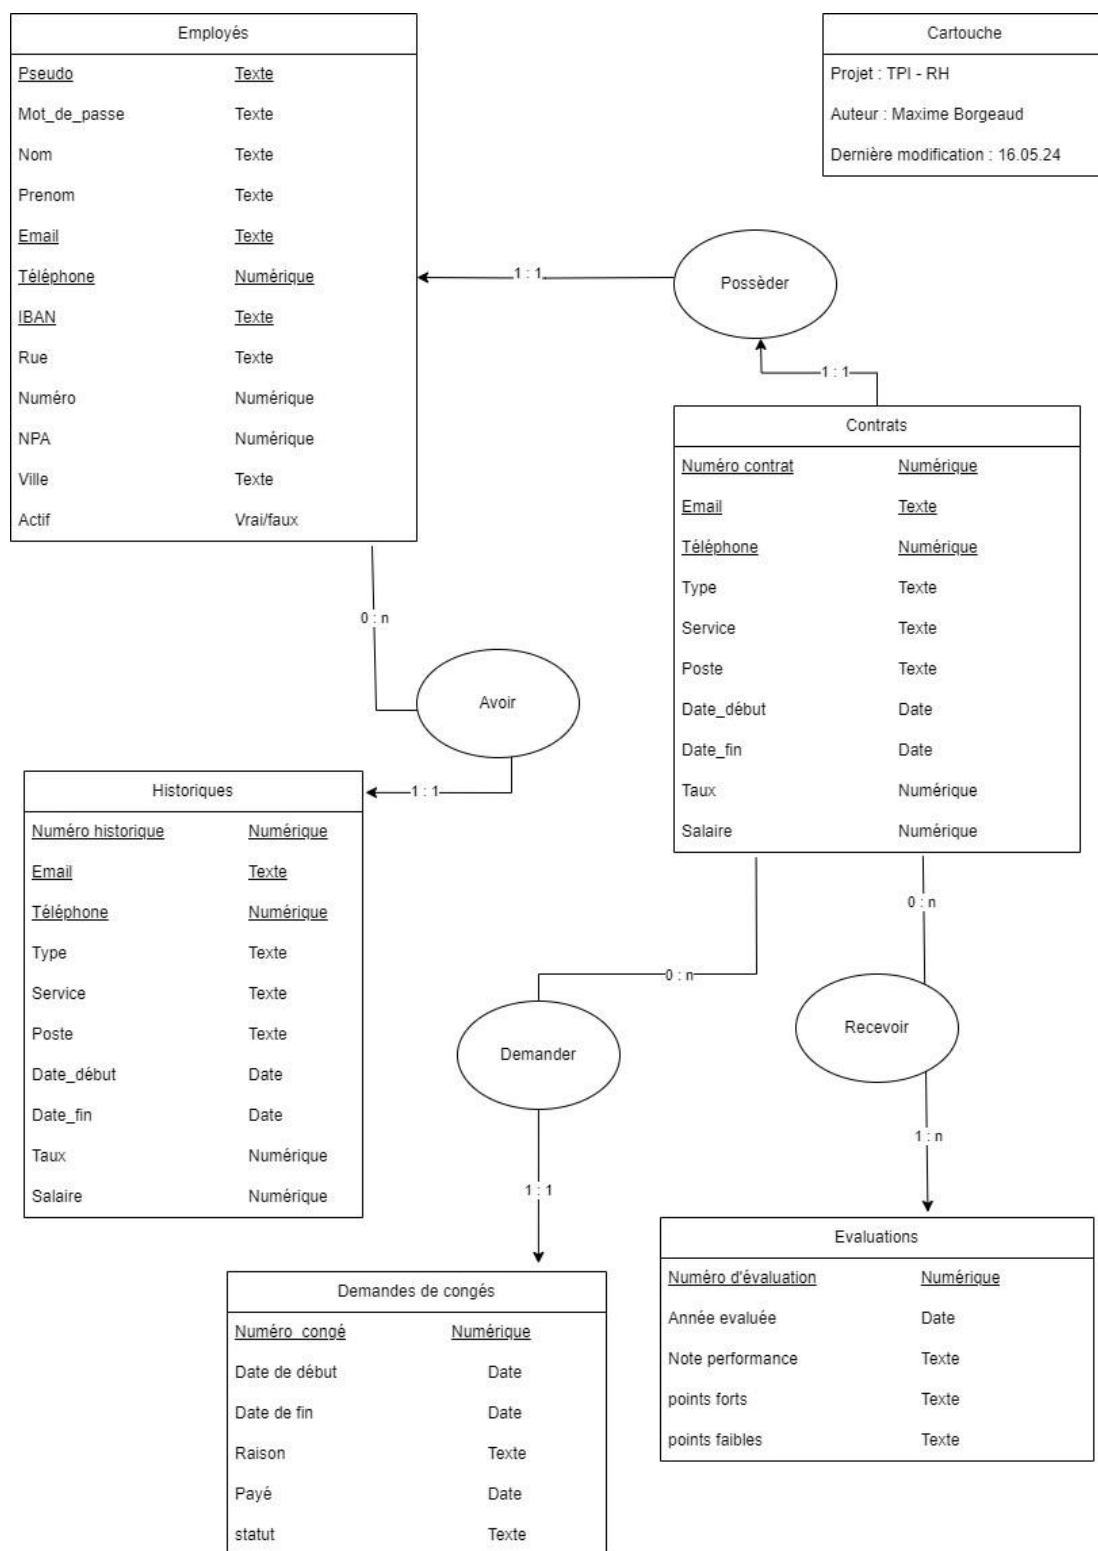 Employés
Pseudo Texte
Mot_de_passe Texte
Nom Texte
Prenom Texte
Email Texte
Téléphone Numérique
IBAN Texte
Rue Texte
Numéro Numérique
NPA Numérique
Ville Texte
Actif Vrai/faux
Cartouche
Projet : TPI - RH
Auteur : Maxime Borgeaud
Dernière modification : 16.05.24
1 : 1
Possèder
1 : 1
Contrats
Numéro contrat Numérique
Email Texte
Téléphone Numérique
Type Texte
Service Texte
Poste Texte
Date_début Date
Date_fin Date
Taux Numérique
Salaire Numérique
0 : n
Avoir
1 : 1
Historiques
Numéro historique Numérique
Email Texte
Téléphone Numérique
Type Texte
Service Texte
Poste Texte
Date_début Date
Date_fin Date
Taux Numérique
Salaire Numérique
0 : n
Demander
1 : 1
0 : n
Recevoir
1 : n
Demandes de congés
Numéro_congé Numérique
Date de début Date
Date de fin Date
Raison Texte
Payé Date
statut Texte
Evaluations
Numéro d'évaluation Numérique
Année evaluée Date
Note performance Texte
points forts Texte
points faibles Texte